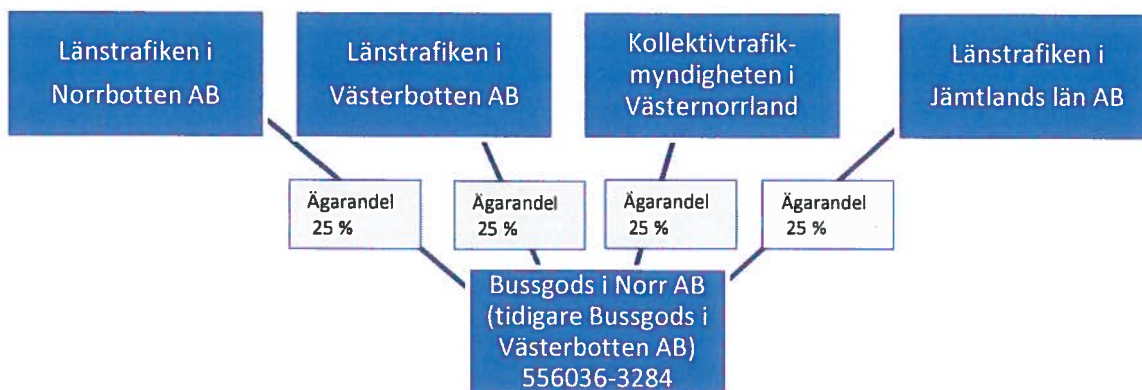 Länstrafiken i
Norrbotten AB
Länstrafiken i
Västerbotten AB
Kollektivtrafik-
myndigheten i
Västernorrland
Länstrafiken i
Jämtlands län AB
Ägarandel
25 %
Ägarandel
25 %
Ägarandel
25 %
Ägarandel
25 %
Bussgods i Norr AB
(tidigare Bussgods i
Västerbotten AB)
556036-3284